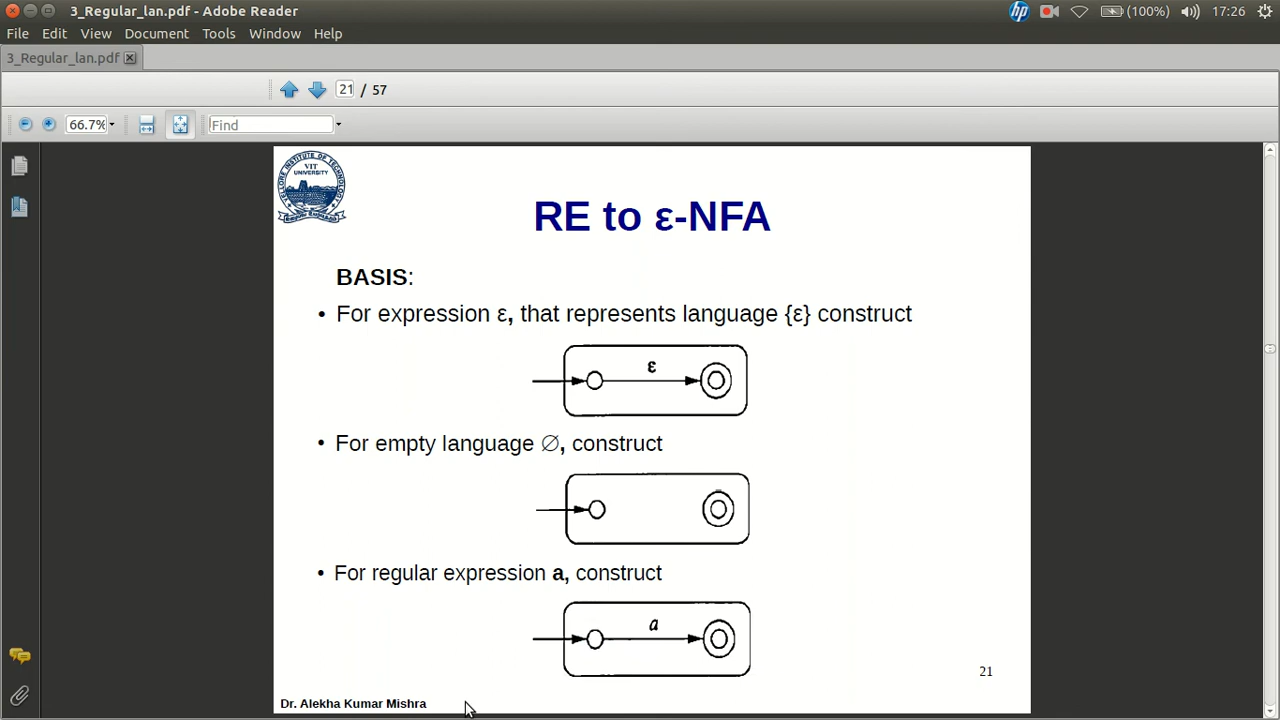 3_Regular_lan.pdf - Adobe Reader
(100%)
17:26
File Edit View Document Tools Window Help
3_Regular_lan.pdf
21 / 57
66.7%
Find
VIT
UNIVERSITY
RE to ε-NFA
BASIS:
• For expression ε, that represents language {ε} construct
ε
• For empty language ∅, construct
• For regular expression a, construct
a
21
Dr. Alekha Kumar Mishra